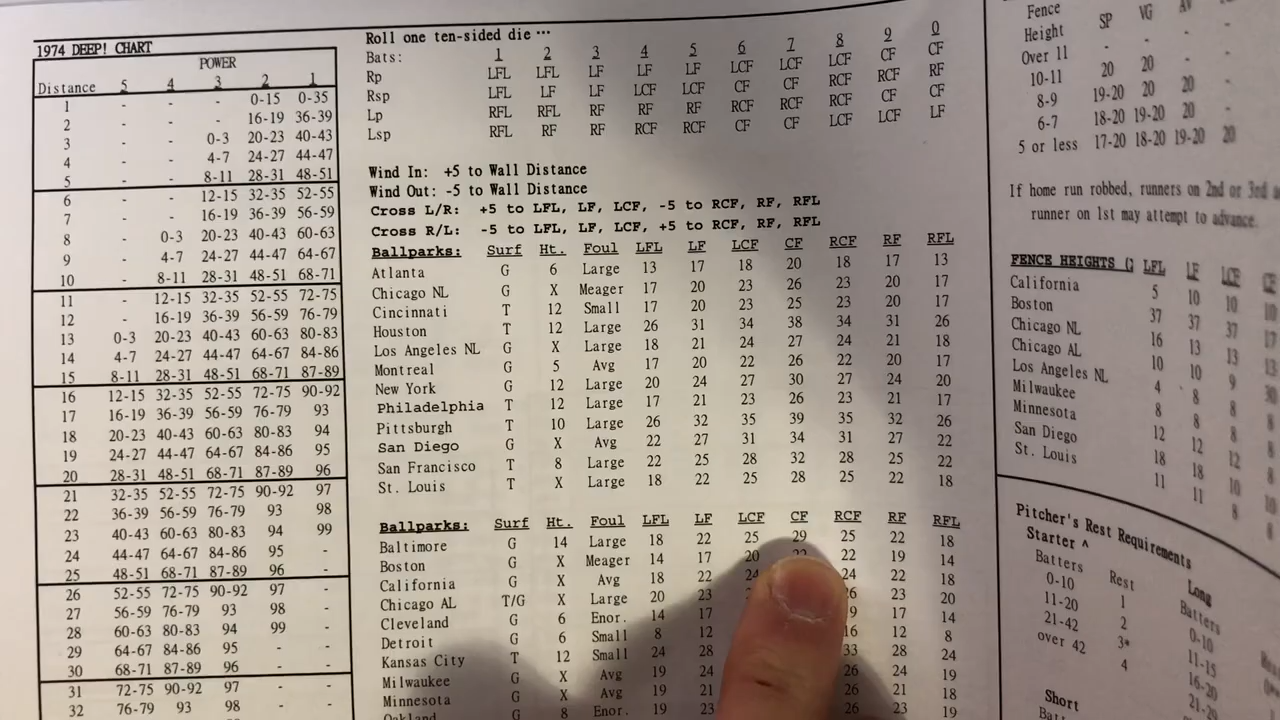 1974 DEEP! CHART
POWER
Distance 5 4 3 2 1
1 - - - 0-15 0-35
2 - - - 16-19 36-39
3 - - 0-3 20-23 40-43
4 - - 4-7 24-27 44-47
5 - - 8-11 28-31 48-51
6 - - 12-15 32-35 52-55
7 - - 16-19 36-39 56-59
8 - 0-3 20-23 40-43 60-63
9 - 4-7 24-27 44-47 64-67
10 - 8-11 28-31 48-51 68-71
11 - 12-15 32-35 52-55 72-75
12 - 16-19 36-39 56-59 76-79
13 0-3 20-23 40-43 60-63 80-83
14 4-7 24-27 44-47 64-67 84-86
15 8-11 28-31 48-51 68-71 87-89
16 12-15 32-35 52-55 72-75 90-92
17 16-19 36-39 56-59 76-79 93
18 20-23 40-43 60-63 80-83 94
19 24-27 44-47 64-67 84-86 95
20 28-31 48-51 68-71 87-89 96
21 32-35 52-55 72-75 90-92 97
22 36-39 56-59 76-79 93 98
23 40-43 60-63 80-83 94 99
24 44-47 64-67 84-86 95 -
25 48-51 68-71 87-89 96 -
26 52-55 72-75 90-92 97 -
27 56-59 76-79 93 98 -
28 60-63 80-83 94 99 -
29 64-67 84-86 95 - -
30 68-71 87-89 96 - -
31 72-75 90-92 97 - -
32 76-79 93 98 - -
Roll one ten-sided die ···
Bats: 1 2 3 4 5 6 7 8 9 0
Rp LFL LFL LF LF LF LCF LCF LCF CF CF
Rsp LFL LF LF LCF LCF CF CF RCF RCF RF
Lp RFL RFL RF RF RF RCF RCF RCF CF CF
Lsp RFL RF RF RCF RCF CF CF LCF LCF LF
Wind In: +5 to Wall Distance
Wind Out: -5 to Wall Distance
Cross L/R: +5 to LFL, LF, LCF, -5 to RCF, RF, RFL
Cross R/L: -5 to LFL, LF, LCF, +5 to RCF, RF, RFL
Ballparks: Surf Ht. Foul LFL LF LCF CF RCF RF RFL
Atlanta G 6 Large 13 17 18 20 18 17 13
Chicago NL G X Meager 17 20 23 26 23 20 17
Cincinnati T 12 Small 17 20 23 25 23 20 17
Houston T 12 Large 26 31 34 38 34 31 26
Los Angeles NL G X Large 18 21 24 27 24 21 18
Montreal G 5 Avg 17 20 22 26 22 20 17
New York G 12 Large 20 24 27 30 27 24 20
Philadelphia T 12 Large 17 21 23 26 23 21 17
Pittsburgh T 10 Large 26 32 35 39 35 32 26
San Diego G X Avg 22 27 31 34 31 27 22
San Francisco T 8 Large 22 25 28 32 28 25 22
St. Louis T X Large 18 22 25 28 25 22 18
Ballparks: Surf Ht. Foul LFL LF LCF CF RCF RF RFL
Baltimore G 14 Large 18 22 25 29 25 22 18
Boston G X Meager 14 17 20 22 19 14
California G X Avg 18 22 24 22 18
Chicago AL T/G X Large 20 23 23 20
Cleveland G 6 Enor. 14 17 17 14
Detroit G 6 Small 8 12 16 12 8
Kansas City T 12 Small 24 28 33 28 24
Milwaukee G X Avg 19 24 26 24 19
Minnesota G X Avg 19 21 26 21 18
Oakland G 8 Enor. 19 23 26 23 19
Fence
Height SP VG AV
Over 11 - - -
10-11 20 20 -
8-9 19-20 20 20
6-7 18-20 19-20 20 -
5 or less 17-20 18-20 19-20 20
If home run robbed, runners on 2nd or 3rd
runner on 1st may attempt to advance.
FENCE HEIGHTS LFL LF LCF CF
California 5 10 10
Boston 37 37 37 17
Chicago NL 16 13 13
Chicago AL 10 10 9
Los Angeles NL 4 8 8
Milwaukee 8 8 8
Minnesota 8 12 12
San Diego 12 18 10
St. Louis 18 11 8
11
Pitcher's Rest Requirements
Starter ^
Batters Rest
0-10 1
11-20 2
21-42 3*
over 42 4
Long
Batters
0-10
11-15
16-20
Short